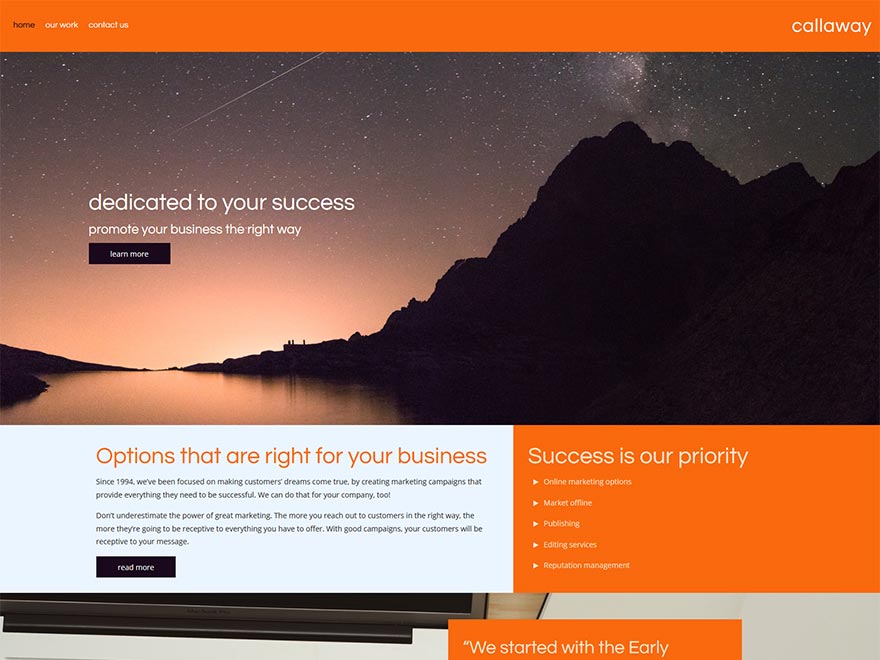 home our work contact us
callaway
dedicated to your success
promote your business the right way
learn more
Options that are right for your business
Since 1994, we've been focused on making customers' dreams come true, by creating marketing campaigns that
provide everything they need to be successful. We can do that for your company, too!
Don't underestimate the power of great marketing. The more you reach out to customers in the right way, the
more they're going to be receptive to everything you have to offer. With good campaigns, your customers will be
receptive to your message.
read more
Success is our priority
Online marketing options
Market offline
Publishing
Editing services
Reputation management
MacBook Pro
“We started with the Early